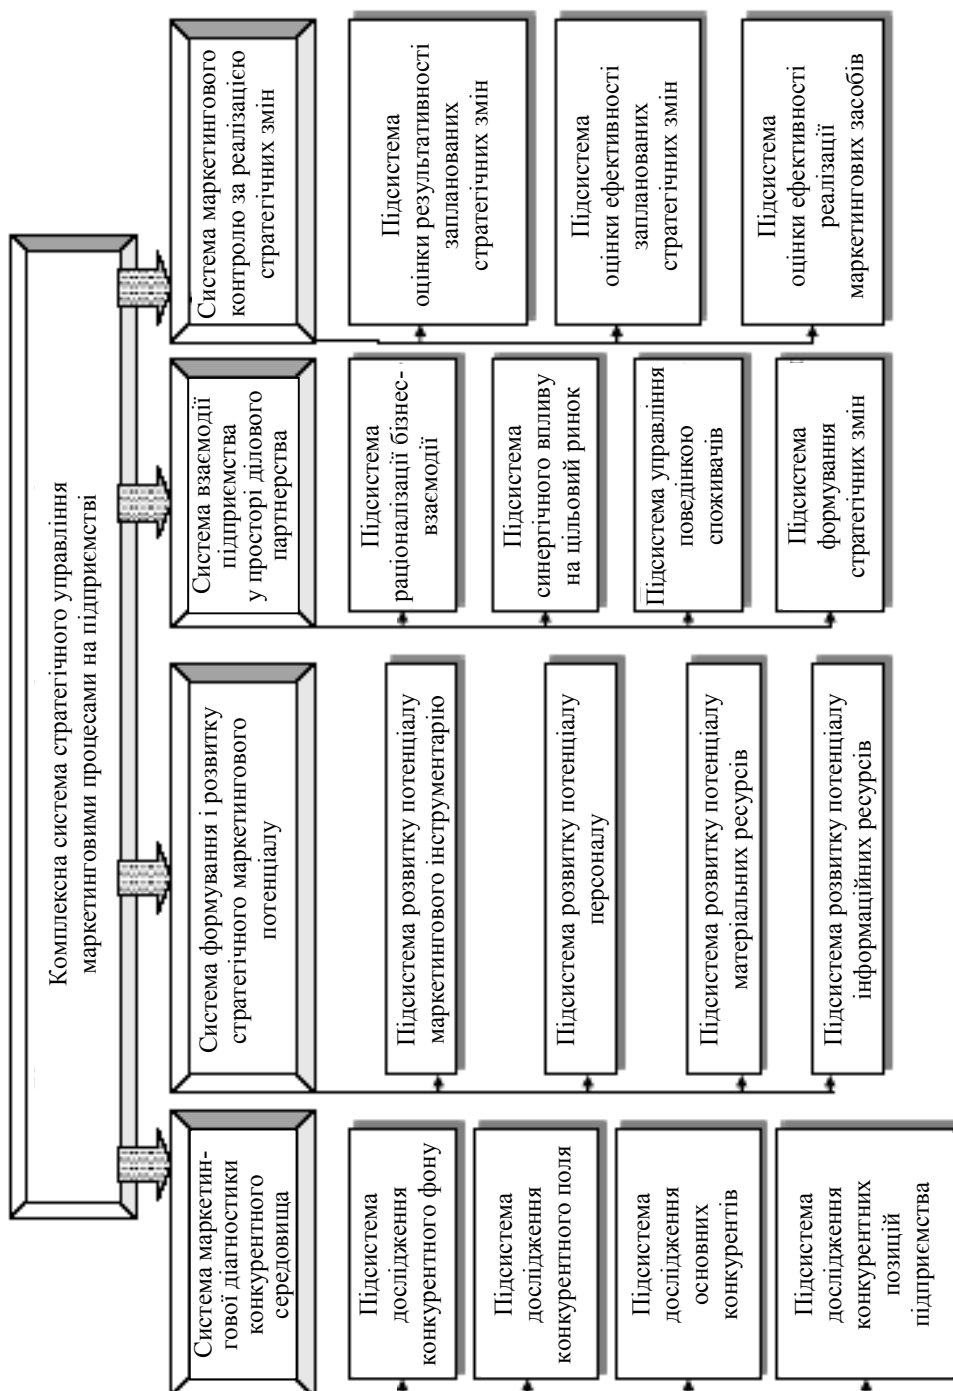 Комплексна система стратегічного управління
маркетинговими процесами на підприємстві
Система маркетин-
гової діагностики
конкурентного
середовища
Підсистема
дослідження
конкурентного фону
Підсистема
дослідження
конкурентного поля
Підсистема
дослідження
основних
конкурентів
Підсистема
дослідження
конкурентних
позицій
підприємства
Система формування і розвитку
стратегічного маркетингового
потенціалу
Підсистема розвитку потенціалу
маркетингового інструментарію
Підсистема розвитку потенціалу
персоналу
Підсистема розвитку потенціалу
матеріальних ресурсів
Підсистема розвитку потенціалу
інформаційних ресурсів
Система взаємодії
підприємства
у просторі ділового
партнерства
Підсистема
раціоналізації бізнес-
взаємодії
Підсистема
синергічного впливу
на цільовий ринок
Підсистема управління
поведінкою
споживачів
Підсистема
формування
стратегічних змін
Система маркетингового
контролю за реалізацією
стратегічних змін
Підсистема
оцінки результативності
запланованих
стратегічних змін
Підсистема
оцінки ефективності
запланованих
стратегічних змін
Підсистема
оцінки ефективності
реалізації
маркетингових засобів